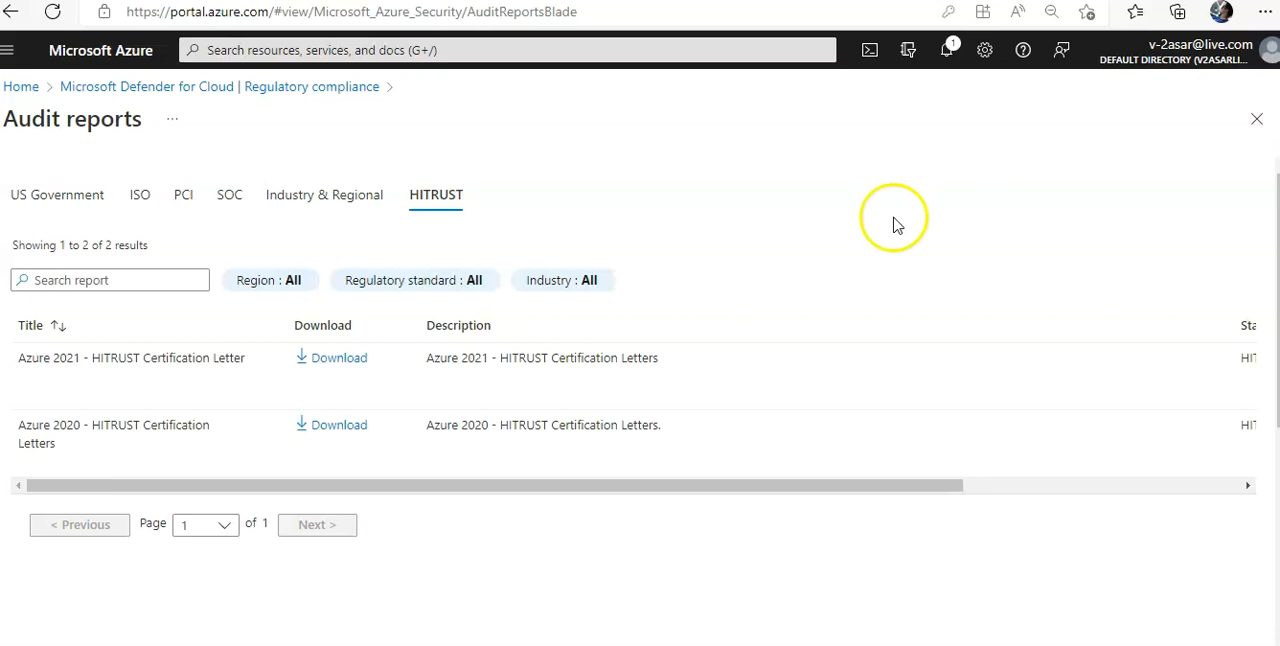 https://portal.azure.com/#view/Microsoft_Azure_Security/AuditReportsBlade
Microsoft Azure
Search resources, services, and docs (G+/)
1
v-2asar@live.com
DEFAULT DIRECTORY (V2ASARLI...
Home > Microsoft Defender for Cloud | Regulatory compliance >
Audit reports ...
US Government ISO PCI SOC Industry & Regional HITRUST
Showing 1 to 2 of 2 results
Search report Region : All Regulatory standard : All Industry : All
Title Download Description Sta
Azure 2021 - HITRUST Certification Letter Download Azure 2021 - HITRUST Certification Letters HIT
Azure 2020 - HITRUST Certification Download Azure 2020 - HITRUST Certification Letters. HIT
Letters
< Previous Page 1 of 1 Next >